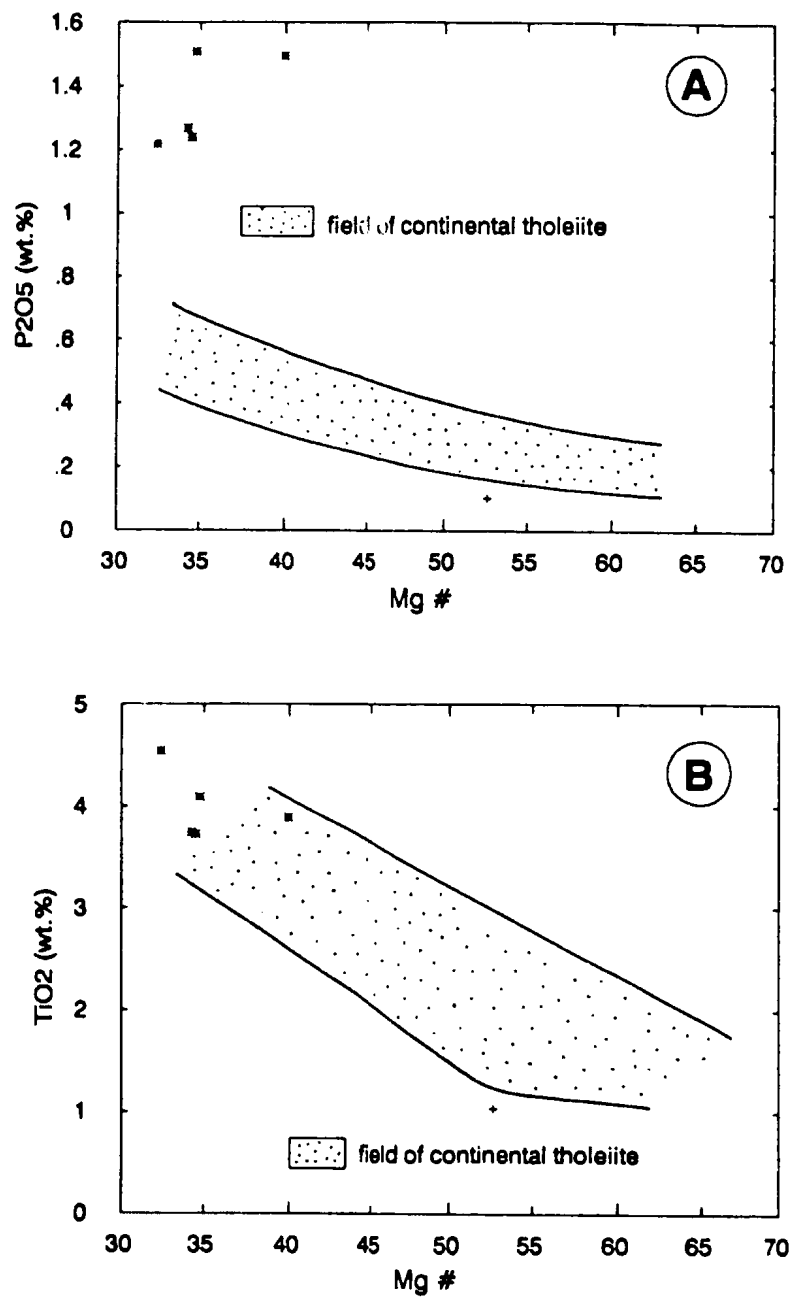 1.6
1.4
1.2
1
.8
.6
.4
.2
0
P2O5 (wt.%)
A
field of continental tholeiite
30 35 40 45 50 55 60 65 70
Mg #
5
4
3
2
1
0
TiO2 (wt.%)
B
field of continental tholeiite
30 35 40 45 50 55 60 65 70
Mg #